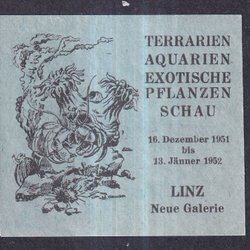 TERRARIEN
AQUARIEN
EXOTISCHE
PFLANZEN
SCHAU
16. Dezember 1951
bis
13. Jänner 1952
LINZ
Neue Galerie